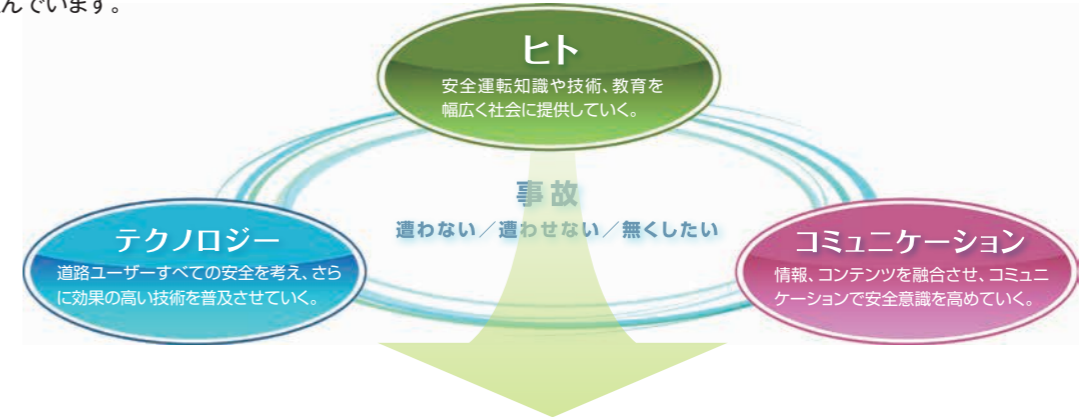 んでいます。
ヒト
安全運転知識や技術、教育を
幅広く社会に提供していく。
事故
遭わない／遭わせない／無くしたい
テクノロジー
道路ユーザーすべての安全を考え、さら
に効果の高い技術を普及させていく。
コミュニケーション
情報、コンテンツを融合させ、コミュニ
ケーションで安全意識を高めていく。